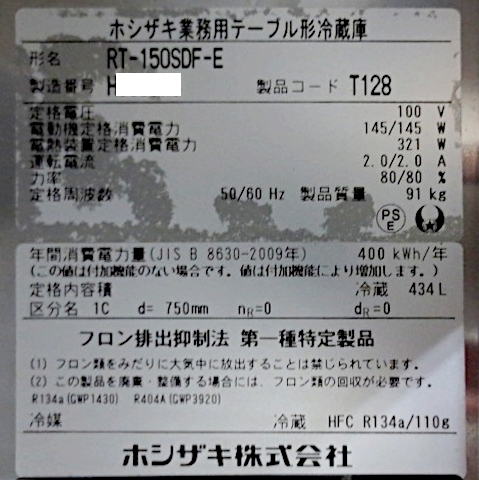 ホシザキ業務用テーブル形冷蔵庫
形名 RT-150SDF-E
製造番号 H 製品コード T128
定格電圧 100 V
電動機定格消費電力 145/145 W
電熱装置定格消費電力 321 W
運転電流 2.0/2.0 A
力率 80/80 %
定格周波数 50/60 Hz 製品質量 91 kg
PS E
年間消費電力量(JIS B 8630-2009年) 400 kWh/年
(この値は付加機能のない場合です。値は付加機能により増加します。)
定格内容積 冷蔵 434 L
区分名 1C d= 750mm nR=0 dR=0
フロン排出抑制法 第一種特定製品
(1) フロン類をみだりに大気中に放出することは禁じられています。
(2) この製品を廃棄・整備する場合には、フロン類の回収が必要です。
R134a(GWP1430) R404A(GWP3920)
冷媒 冷蔵 HFC R134a/110g
ホシザキ株式会社